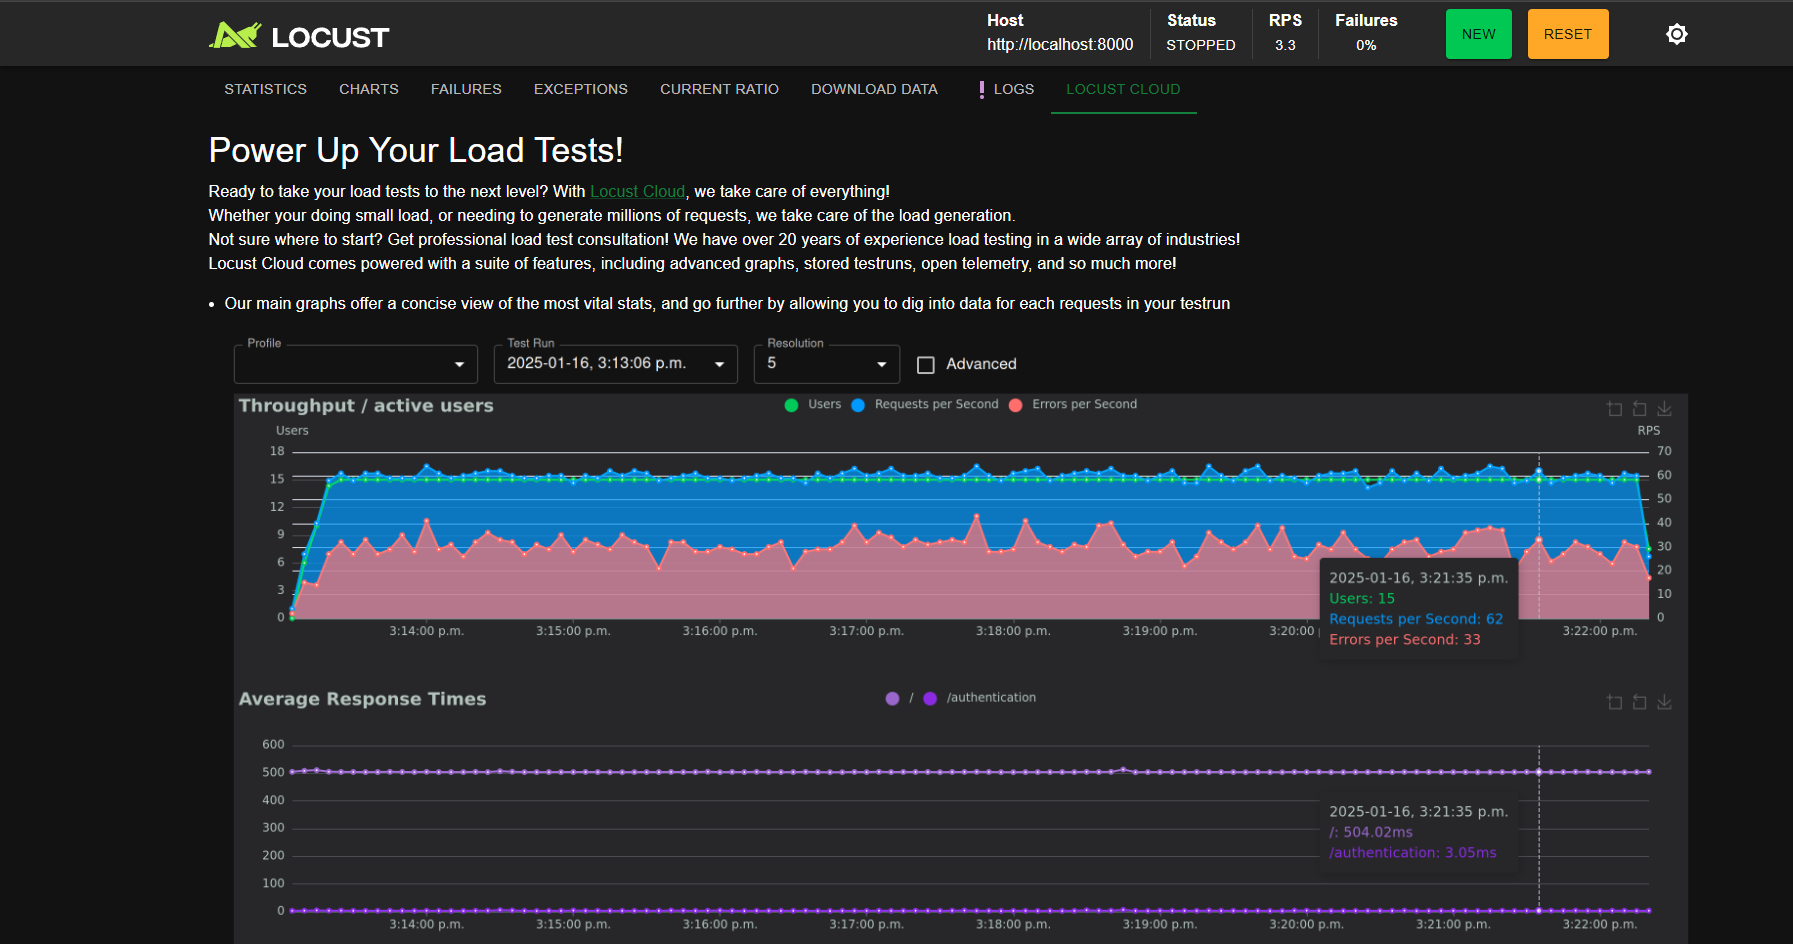 LOCUST
Host
http://localhost:8000
Status
STOPPED
RPS
3.3
Failures
0%
NEW
RESET
STATISTICS
CHARTS
FAILURES
EXCEPTIONS
CURRENT RATIO
DOWNLOAD DATA
! LOGS
LOCUST CLOUD
Power Up Your Load Tests!
Ready to take your load tests to the next level? With Locust Cloud, we take care of everything!
Whether your doing small load, or needing to generate millions of requests, we take care of the load generation.
Not sure where to start? Get professional load test consultation! We have over 20 years of experience load testing in a wide array of industries!
Locust Cloud comes powered with a suite of features, including advanced graphs, stored testruns, open telemetry, and so much more!
• Our main graphs offer a concise view of the most vital stats, and go further by allowing you to dig into data for each requests in your testrun
Profile
Test Run
2025-01-16, 3:13:06 p.m.
Resolution
5
Advanced
Throughput / active users
Users
Requests per Second
Errors per Second
Users
RPS
18
15
12
9
6
3
0
70
60
50
40
30
20
10
0
3:14:00 p.m.
3:15:00 p.m.
3:16:00 p.m.
3:17:00 p.m.
3:18:00 p.m.
3:19:00 p.m.
3:20:00
3:22:00 p.m.
2025-01-16, 3:21:35 p.m.
Users: 15
Requests per Second: 62
Errors per Second: 33
Average Response Times
/
/authentication
600
500
400
300
200
100
0
2025-01-16, 3:21:35 p.m.
/: 504.02ms
/authentication: 3.05ms
3:14:00 p.m.
3:15:00 p.m.
3:16:00 p.m.
3:17:00 p.m.
3:18:00 p.m.
3:19:00 p.m.
3:20:00 p.m.
3:21:00 p.m.
3:22:00 p.m.